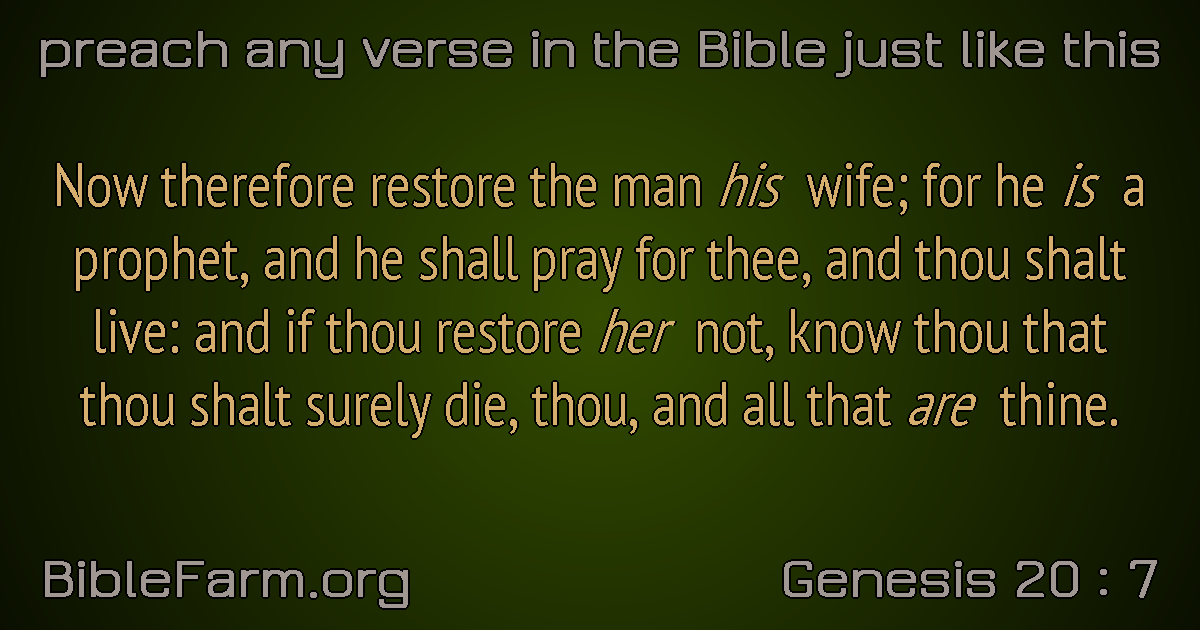 preach any verse in the Bible just like this
Now therefore restore the man his wife; for he is a
prophet, and he shall pray for thee, and thou shalt
live: and if thou restore her not, know thou that
thou shalt surely die, thou, and all that are thine.
BibleFarm.org
Genesis 20 : 7